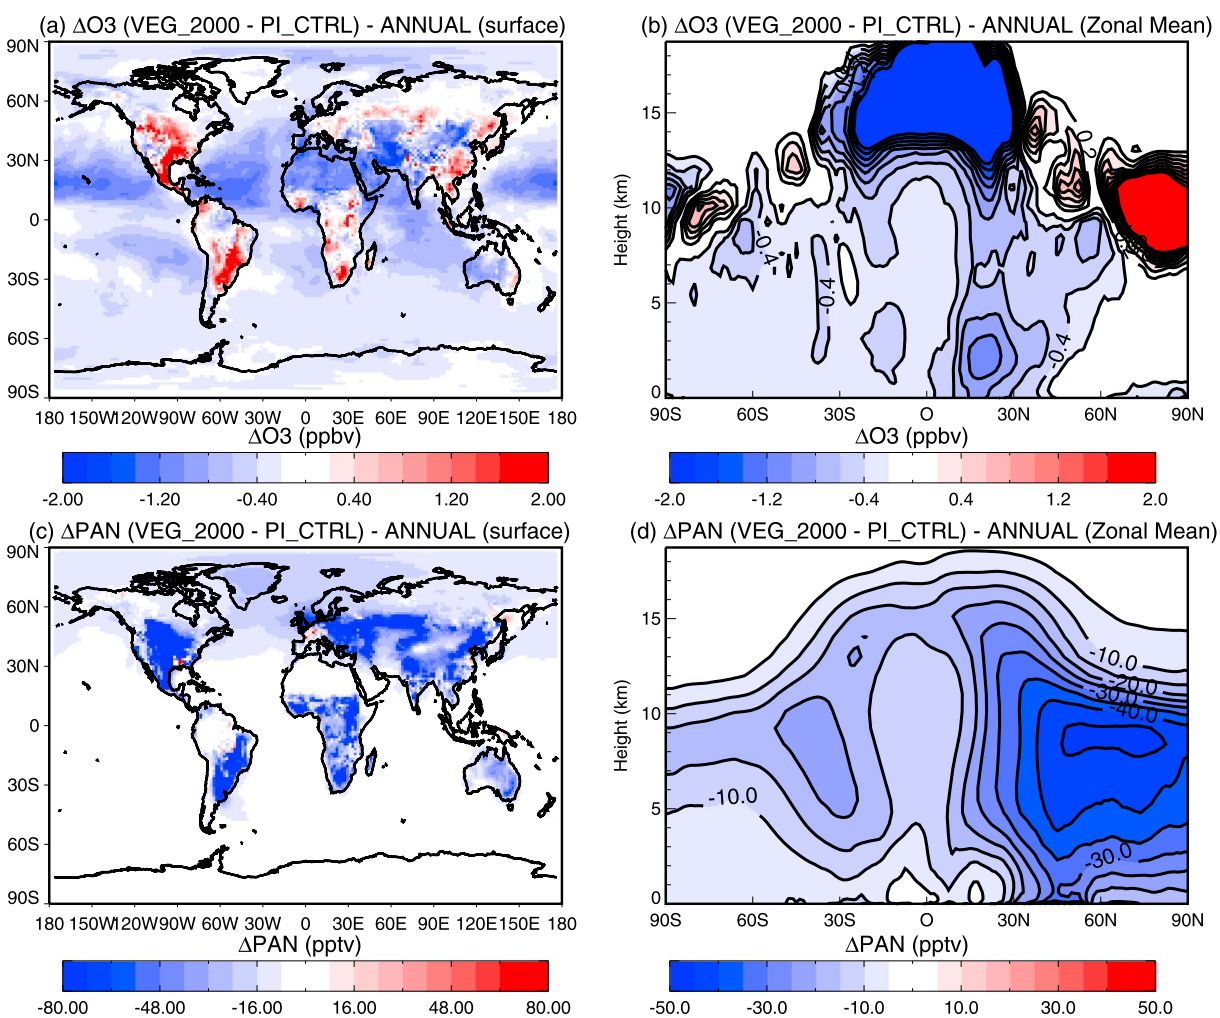 (a) ΔO3 (VEG_2000 - PI_CTRL) - ANNUAL (surface)
90N
60N
30N
0
30S
60S
90S
180 150W 120W 90W 60W 30W 0 30E 60E 90E 120E 150E 180
ΔO3 (ppbv)
-2.00 -1.20 -0.40 0.40 1.20 2.00
(b) ΔO3 (VEG_2000 - PI_CTRL) - ANNUAL (Zonal Mean)
Height (km)
15
10
5
0
-0.4
-0.4
-0.4
90S 60S 30S O 30N 60N 90N
ΔO3 (ppbv)
-2.0 -1.2 -0.4 0.4 1.2 2.0
(c) ΔPAN (VEG_2000 - PI_CTRL) - ANNUAL (surface)
90N
60N
30N
0
30S
60S
90S
180 150W 120W 90W 60W 30W 0 30E 60E 90E 120E 150E 180
ΔPAN (pptv)
-80.00 -48.00 -16.00 16.00 48.00 80.00
(d) ΔPAN (VEG_2000 - PI_CTRL) - ANNUAL (Zonal Mean)
Height (km)
15
10
5
0
-10.0
-20.0
-30.0
-40.0
-10.0
-30.0
90S 60S 30S O 30N 60N 90N
ΔPAN (pptv)
-50.0 -30.0 -10.0 10.0 30.0 50.0